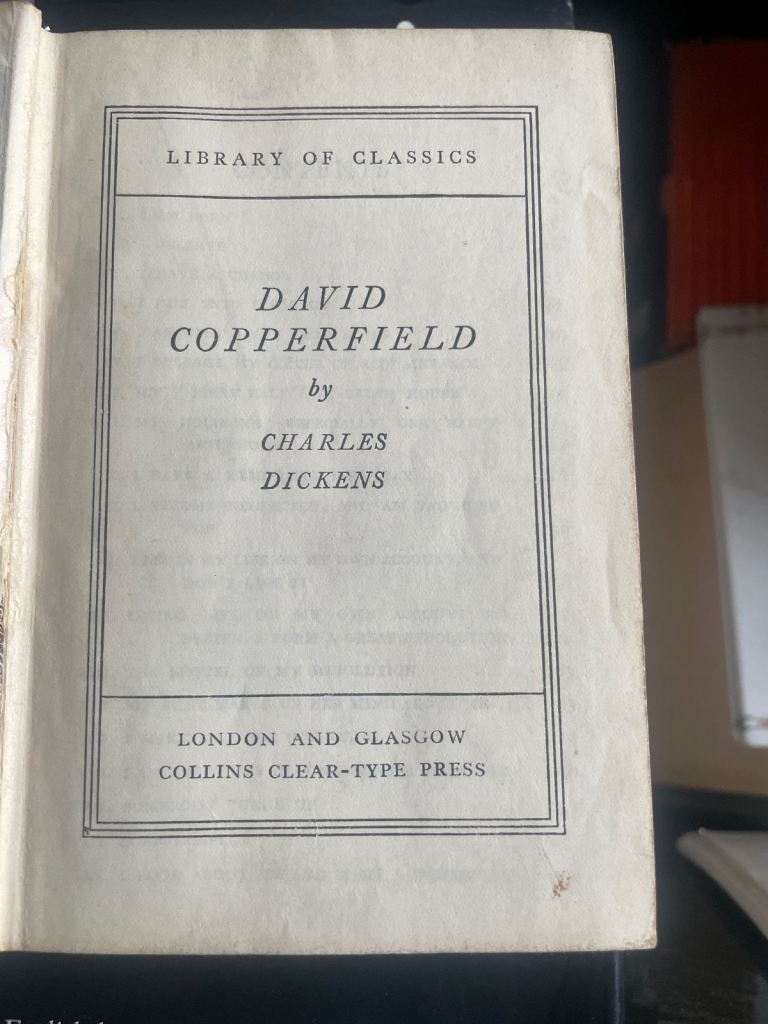 LIBRARY OF CLASSICS
DAVID
COPPERFIELD
by
CHARLES
DICKENS
LONDON AND GLASGOW
COLLINS CLEAR-TYPE PRESS